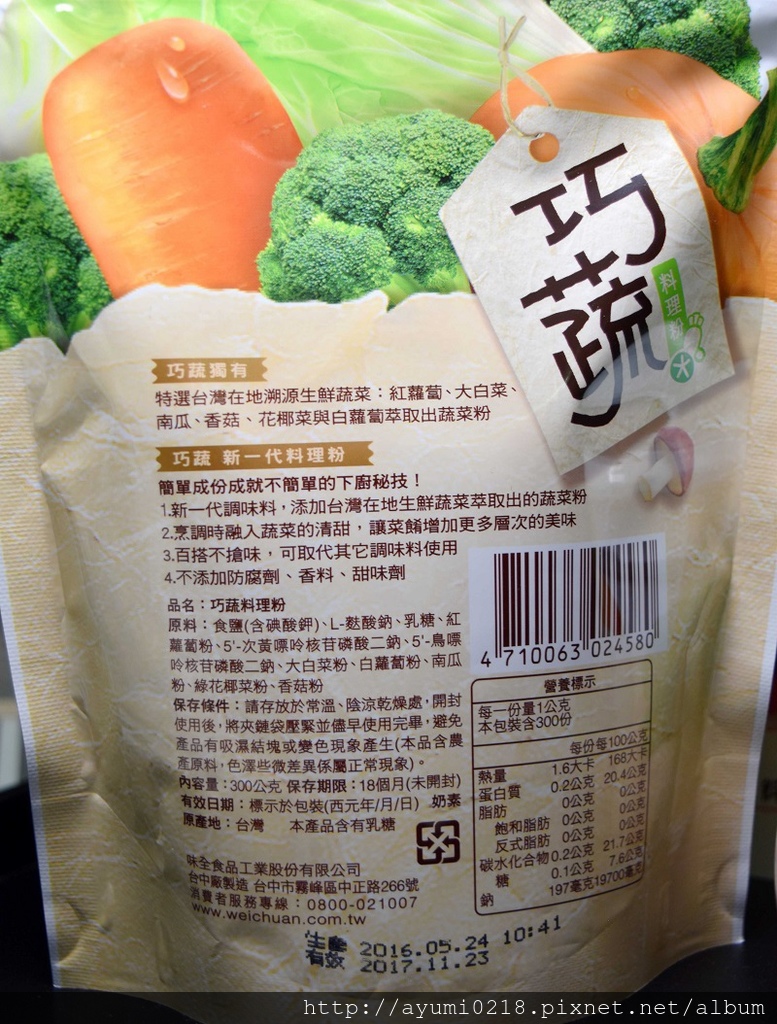 巧蔬
料理粉
大
巧蔬獨有
特選台灣在地溯源生鮮蔬菜：紅蘿蔔、大白菜、
南瓜、香菇、花椰菜與白蘿蔔萃取出蔬菜粉
巧蔬 新一代料理粉
簡單成份成就不簡單的下廚秘技！
1.新一代調味料，添加台灣在地生鮮蔬菜萃取出的蔬菜粉
2.烹調時融入蔬菜的清甜，讓菜餚增加更多層次的美味
3.百搭不搶味，可取代其它調味料使用
4.不添加防腐劑、香料、甜味劑
品名：巧蔬料理粉
原料：食鹽(含碘酸鉀)、L-麩酸鈉、乳糖、紅
蘿蔔粉、5'-次黃嘌呤核苷磷酸二鈉、5'-鳥嘌
呤核苷磷酸二鈉、大白菜粉、白蘿蔔粉、南瓜
粉、綠花椰菜粉、香菇粉
保存條件：請存放於常溫、陰涼乾燥處，開封
使用後，將夾鏈袋壓緊並儘早使用完畢，避免
產品有吸濕結塊或變色現象產生(本品含農
產原料，色澤些微差異係屬正常現象)。
內容量：300公克 保存期限：18個月(未開封)
有效日期：標示於包裝(西元年/月/日) 奶素
原產地：台灣 本產品含有乳糖
味全食品工業股份有限公司
台中廠製造 台中市霧峰區中正路266號
消費者服務專線：0800-021007
www.weichuan.com.tw
4 710063 024580
營養標示
每一份量1公克
本包裝含300份
每份 每100公克
熱量 1.6大卡 168大卡
蛋白質 0.2公克 20.4公克
脂肪 0公克 0公克
飽和脂肪 0公克 0公克
反式脂肪 0公克 0公克
碳水化合物 0.2公克 21.7公克
糖 0.1公克 7.6公克
鈉 197毫克 19700毫克
生產 2016.05.24 10:41
有效 2017.11.23
http://ayumi0218.pixnet.net/album